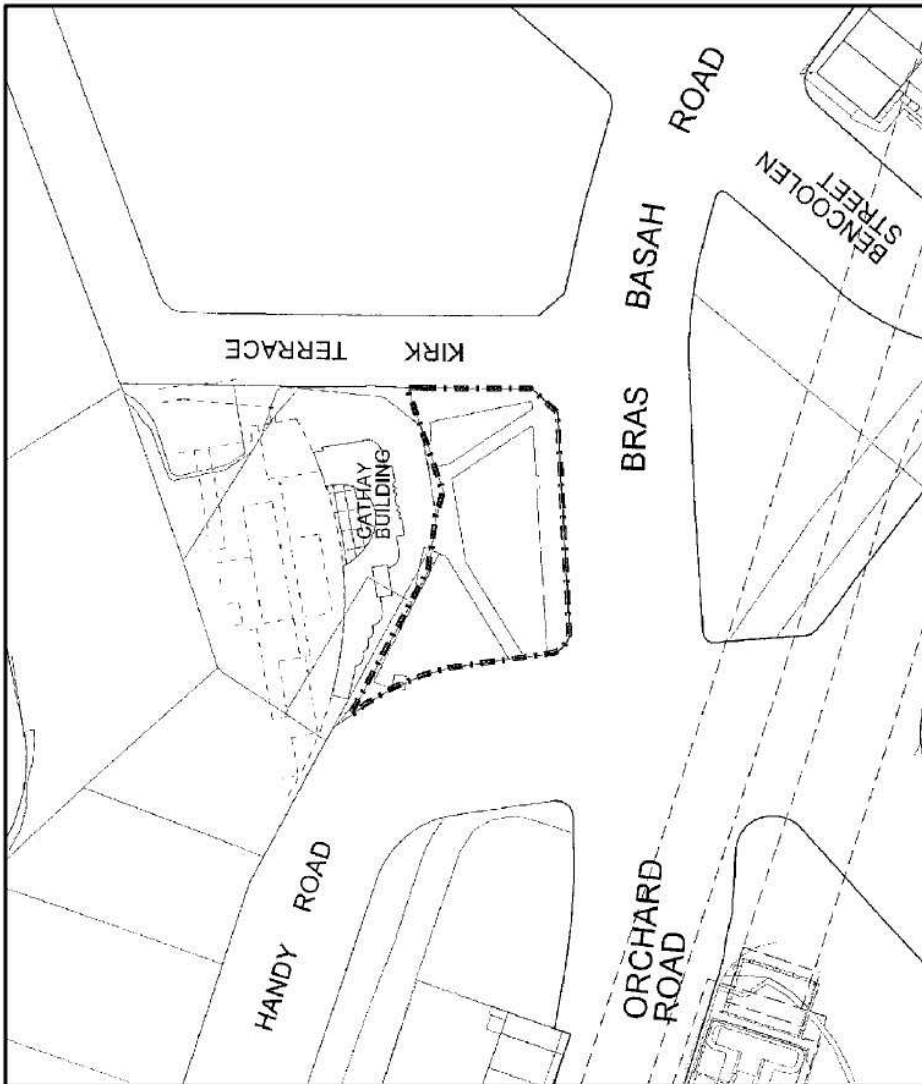 ROAD
BASAH
BRAS
BENCOOLEN
STREET
KIRK
TERRACE
CATHAY
BUILDING
HANDY
ROAD
ORCHARD
ROAD